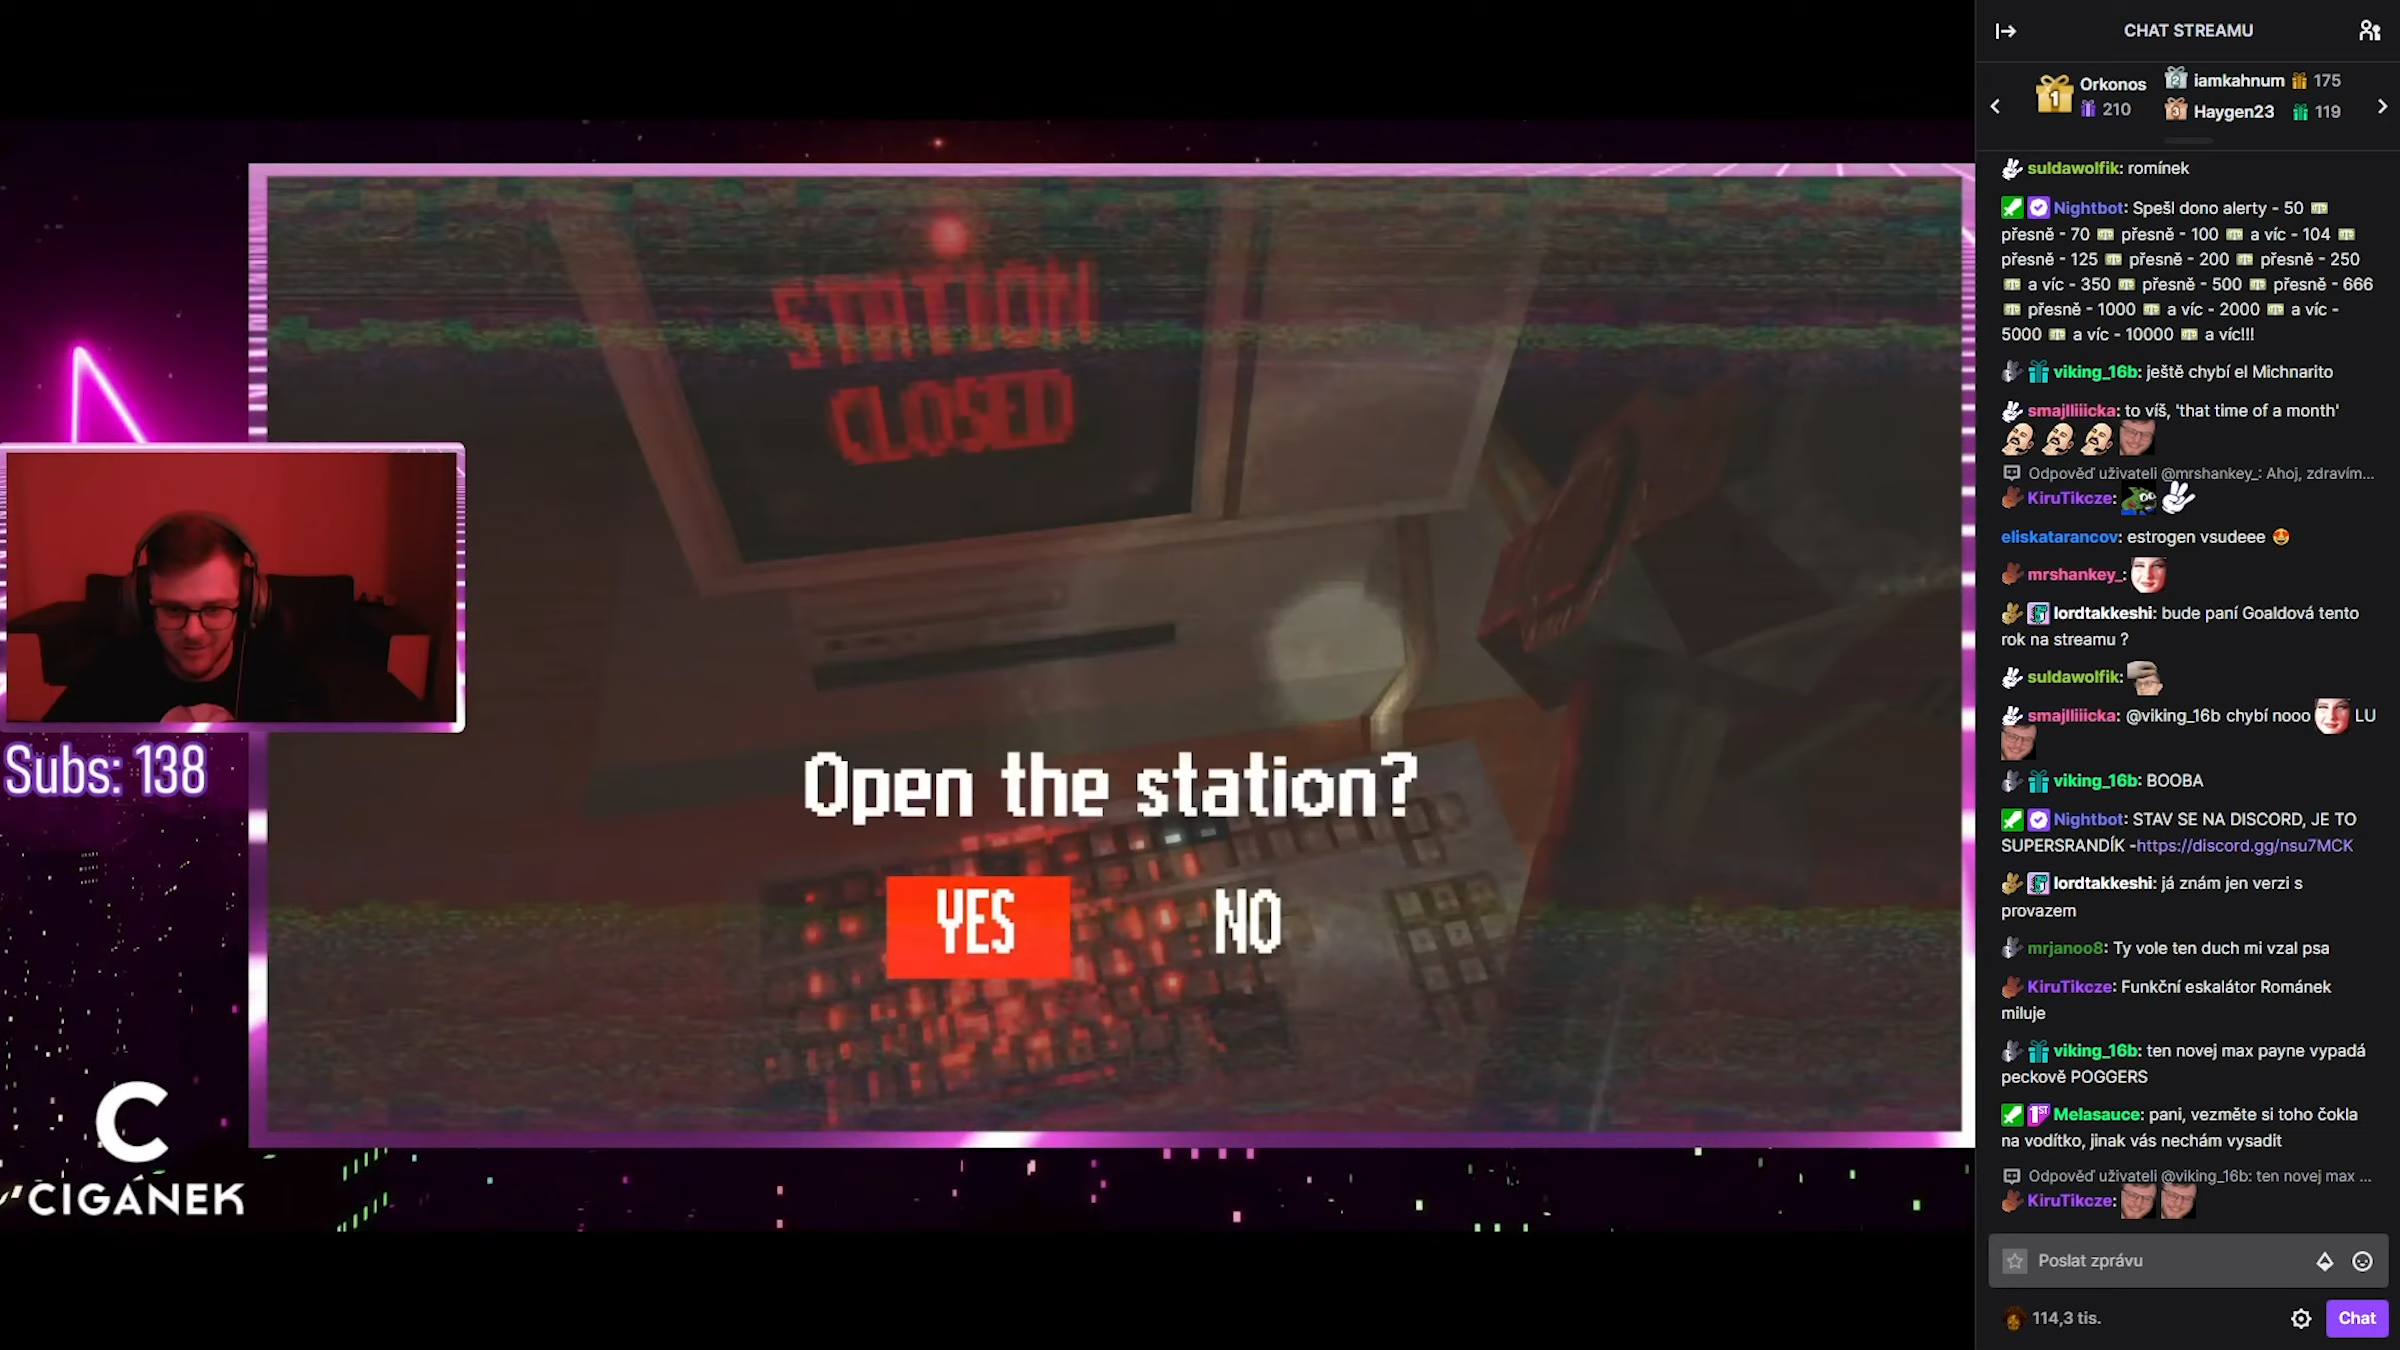 STATION
CLOSED
Open the station?
YES NO
Subs: 138
C
CIGÁNEK
CHAT STREAMU
1 Orkonos
210
2 iamkahnum 175
3 Haygen23 119
suldawolfik: romínek
Nightbot: Spešl dono alerty - 50
přesně - 70 přesně - 100 a víc - 104
přesně - 125 přesně - 200 přesně - 250
a víc - 350 přesně - 500 přesně - 666
přesně - 1000 a víc - 2000 a víc -
5000 a víc - 10000 a víc!!!
viking_16b: ještě chybí el Michnarito
smajlliiicka: to víš, 'that time of a month'
Odpověď uživateli @mrshankey_: Ahoj, zdravím...
KiruTikcze:
eliskatarancov: estrogen vsudeee
mrshankey_:
lordtakkeshi: bude paní Goaldová tento
rok na streamu ?
suldawolfik:
smajlliiicka: @viking_16b chybí nooo LU
viking_16b: BOOBA
Nightbot: STAV SE NA DISCORD, JE TO
SUPERSRANDÍK -https://discord.gg/nsu7MCK
lordtakkeshi: já znám jen verzi s
provazem
mrjanoo8: Ty vole ten duch mi vzal psa
KiruTikcze: Funkční eskalátor Románek
miluje
viking_16b: ten novej max payne vypadá
peckově POGGERS
1ST Melasauce: pani, vezměte si toho čokla
na vodítko, jinak vás nechám vysadit
Odpověď uživateli @viking_16b: ten novej max ...
KiruTikcze:
Poslat zprávu
114,3 tis.
Chat